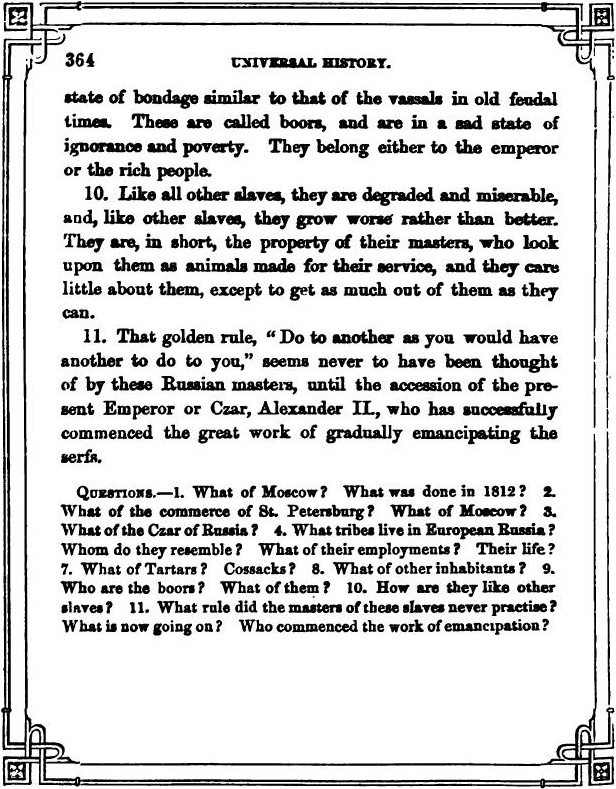 364 UNIVERSAL HISTORY.
state of bondage similar to that of the vassals in old feudal
times. These are called boors, and are in a sad state of
ignorance and poverty. They belong either to the emperor
or the rich people.
10. Like all other slaves, they are degraded and miserable,
and, like other slaves, they grow worse rather than better.
They are, in short, the property of their masters, who look
upon them as animals made for their service, and they care
little about them, except to get as much out of them as they
can.
11. That golden rule, “Do to another as you would have
another to do to you,” seems never to have been thought
of by these Russian masters, until the accession of the pre-
sent Emperor or Czar, Alexander II., who has successfully
commenced the great work of gradually emancipating the
serfs.
QUESTIONS.—1. What of Moscow? What was done in 1812? 2.
What of the commerce of St. Petersburg? What of Moscow? 3.
What of the Czar of Russia? 4. What tribes live in European Russia?
Whom do they resemble? What of their employments? Their life?
7. What of Tartars? Cossacks? 8. What of other inhabitants? 9.
Who are the boors? What of them? 10. How are they like other
slaves? 11. What rule did the masters of these slaves never practise?
What is now going on? Who commenced the work of emancipation?